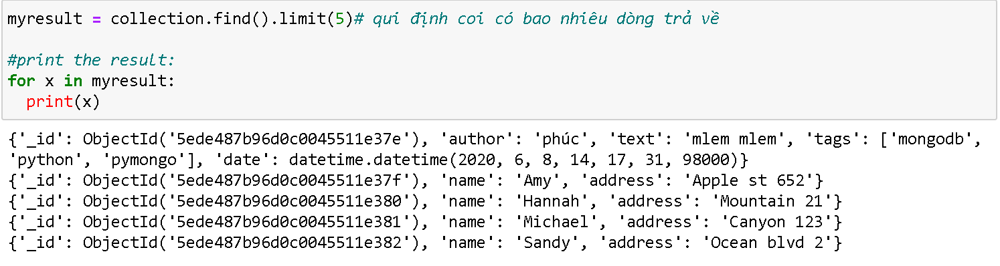 myresult = collection.find().limit(5)# qui định coi có bao nhiêu dòng trả về
#print the result:
for x in myresult:
  print(x)
{'_id': ObjectId('5ede487b96d0c0045511e37e'), 'author': 'phúc', 'text': 'mlem mlem', 'tags': ['mongodb',
'python', 'pymongo'], 'date': datetime.datetime(2020, 6, 8, 14, 17, 31, 98000)}
{'_id': ObjectId('5ede487b96d0c0045511e37f'), 'name': 'Amy', 'address': 'Apple st 652'}
{'_id': ObjectId('5ede487b96d0c0045511e380'), 'name': 'Hannah', 'address': 'Mountain 21'}
{'_id': ObjectId('5ede487b96d0c0045511e381'), 'name': 'Michael', 'address': 'Canyon 123'}
{'_id': ObjectId('5ede487b96d0c0045511e382'), 'name': 'Sandy', 'address': 'Ocean blvd 2'}